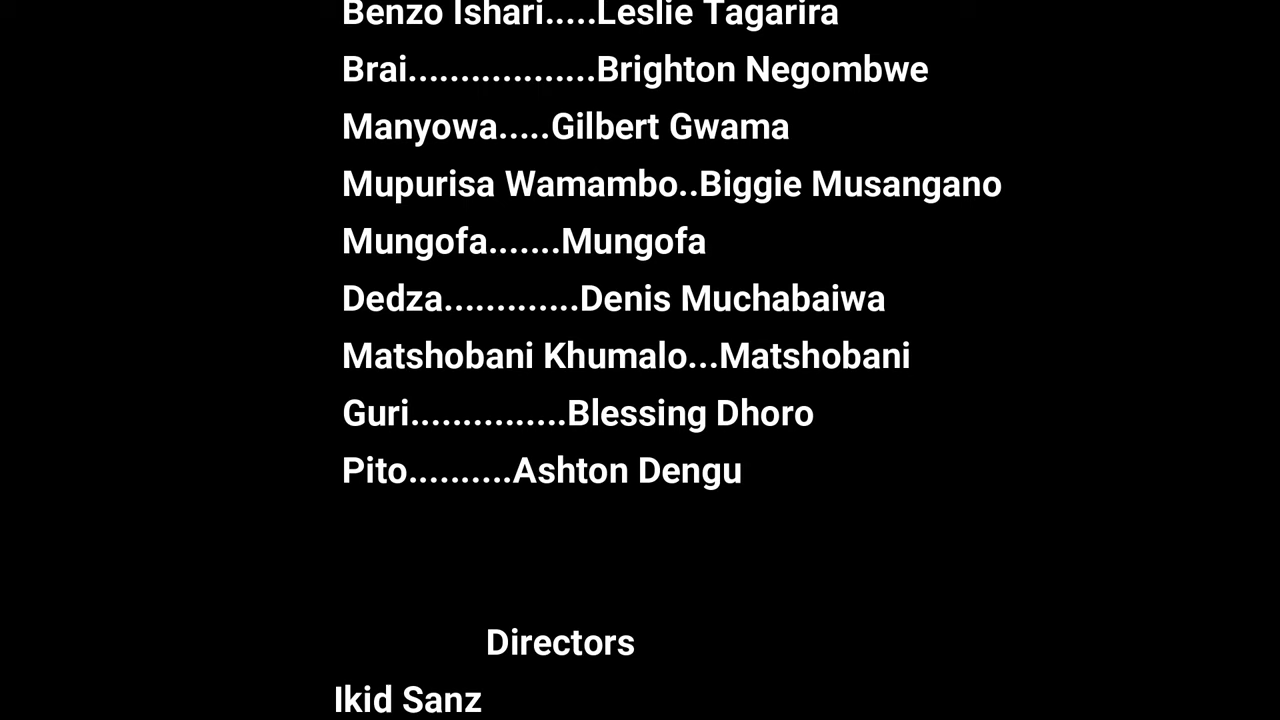 Benzo Ishari.....Leslie Tagarira
Brai..................Brighton Negombwe
Manyowa.....Gilbert Gwama
Mupurisa Wamambo..Biggie Musangano
Mungofa.......Mungofa
Dedza.............Denis Muchabaiwa
Matshobani Khumalo...Matshobani
Guri...............Blessing Dhoro
Pito..........Ashton Dengu
Directors
Ikid Sanz